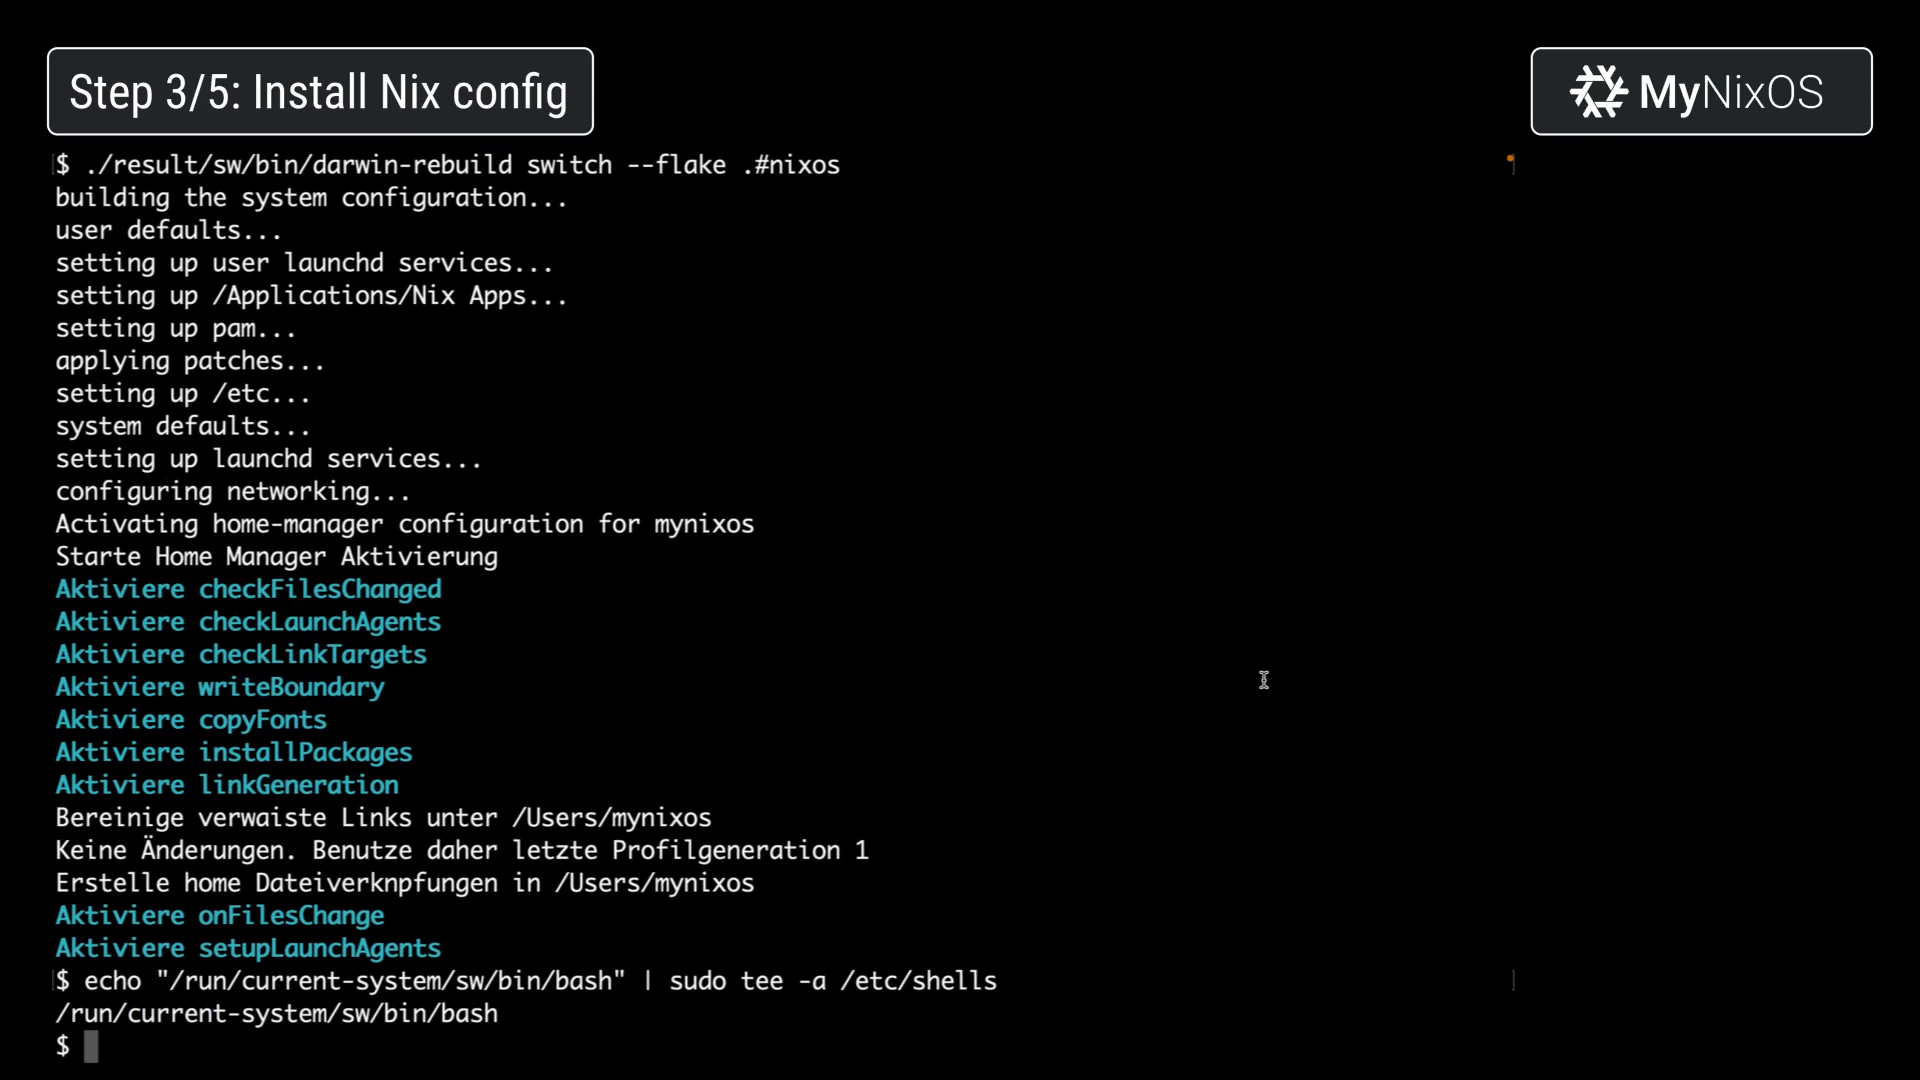 Step 3/5: Install Nix config
MyNixOS
$ ./result/sw/bin/darwin-rebuild switch --flake .#nixos
building the system configuration...
user defaults...
setting up user launchd services...
setting up /Applications/Nix Apps...
setting up pam...
applying patches...
setting up /etc...
system defaults...
setting up launchd services...
configuring networking...
Activating home-manager configuration for mynixos
Starte Home Manager Aktivierung
Aktiviere checkFilesChanged
Aktiviere checkLaunchAgents
Aktiviere checkLinkTargets
Aktiviere writeBoundary
Aktiviere copyFonts
Aktiviere installPackages
Aktiviere linkGeneration
Bereinige verwaiste Links unter /Users/mynixos
Keine Änderungen. Benutze daher letzte Profilgeneration 1
Erstelle home Dateiverknpfungen in /Users/mynixos
Aktiviere onFilesChange
Aktiviere setupLaunchAgents
$ echo "/run/current-system/sw/bin/bash" | sudo tee -a /etc/shells
/run/current-system/sw/bin/bash
$